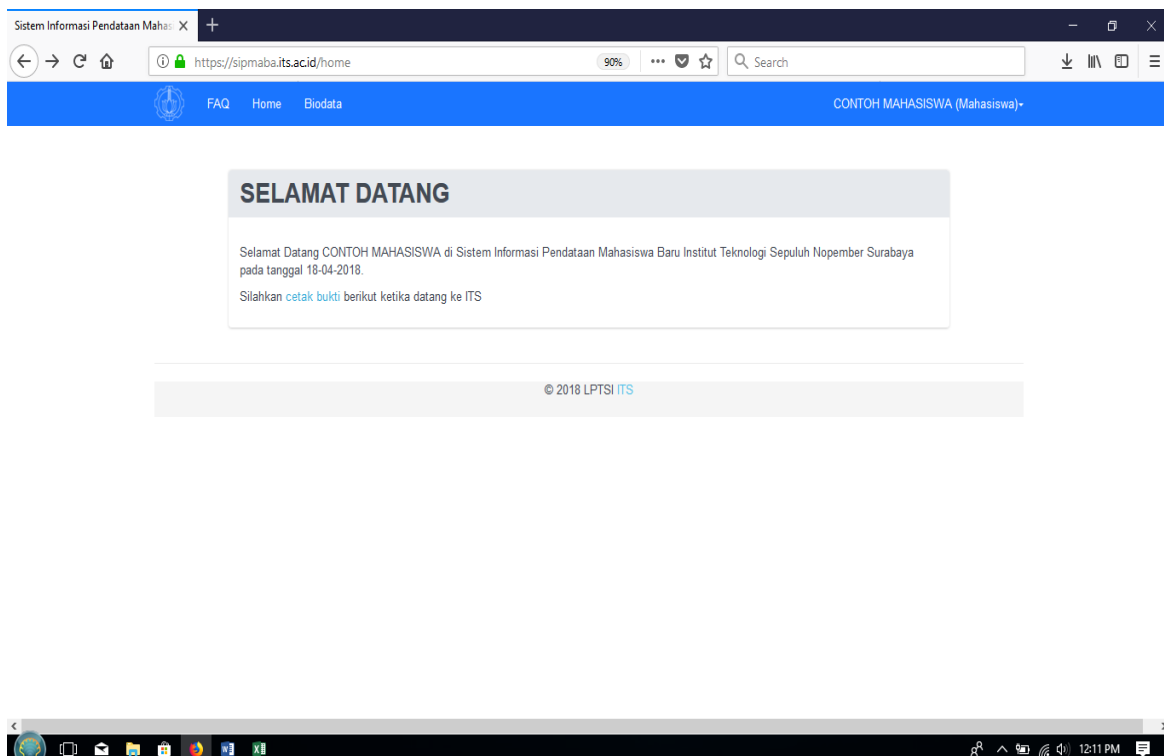 Sistem Informasi Pendataan Mahas
https://sipmaba.its.ac.id/home
90%
Search
FAQ Home Biodata
CONTOH MAHASISWA (Mahasiswa)
SELAMAT DATANG
Selamat Datang CONTOH MAHASISWA di Sistem Informasi Pendataan Mahasiswa Baru Institut Teknologi Sepuluh Nopember Surabaya
pada tanggal 18-04-2018.
Silahkan cetak bukti berikut ketika datang ke ITS
© 2018 LPTSI ITS
12:11 PM